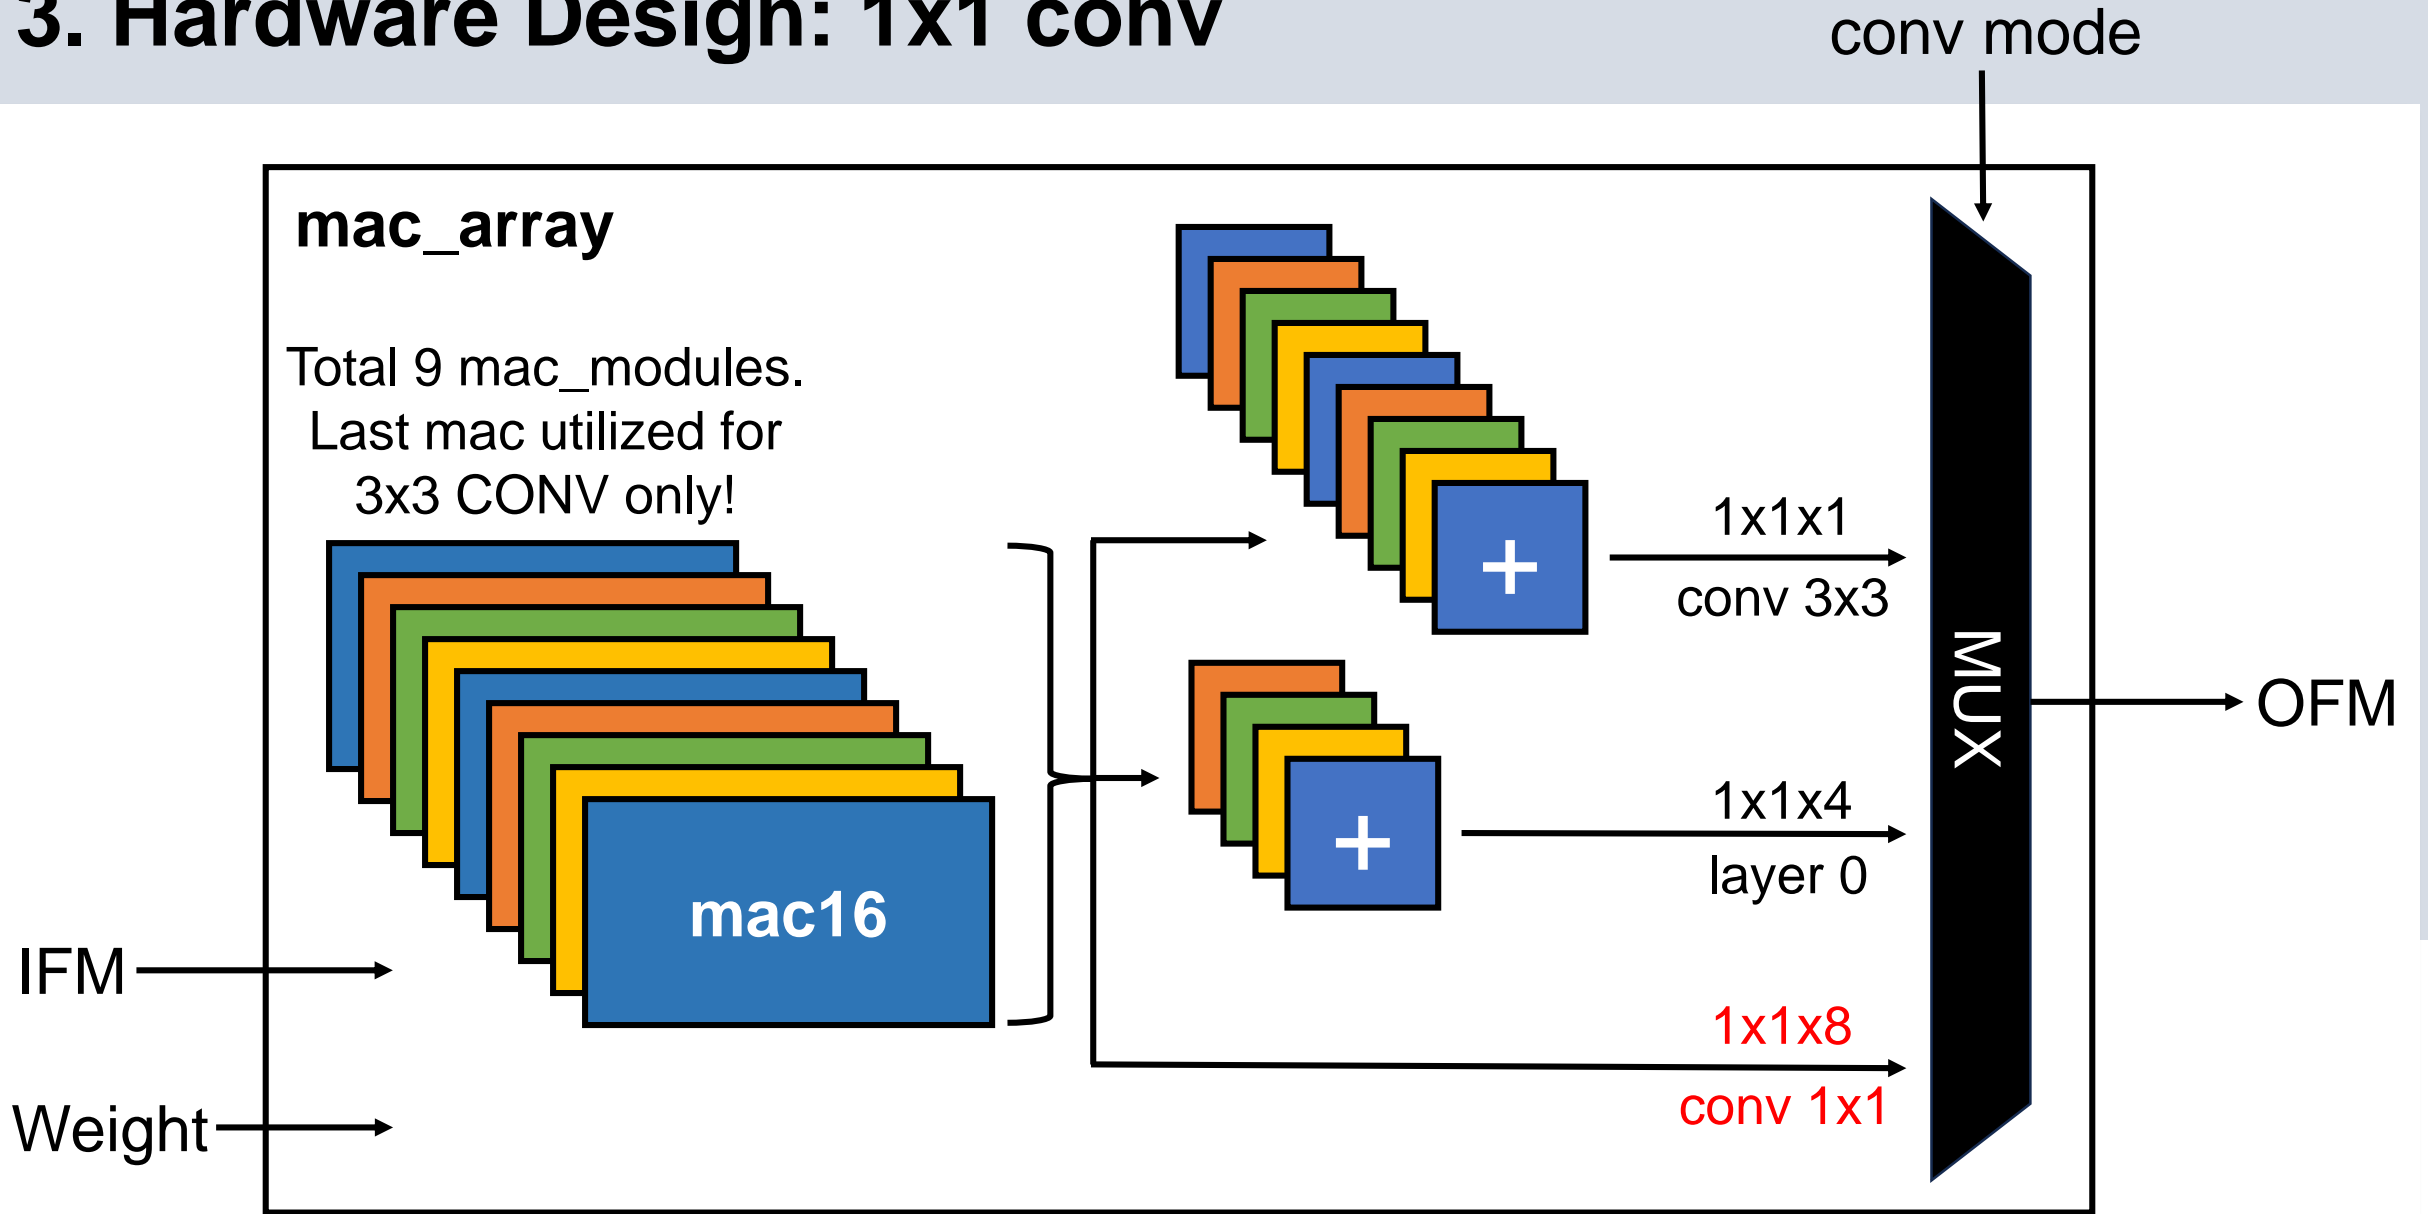 3. Hardware Design: 1x1 conv
conv mode
mac_array
Total 9 mac_modules.
Last mac utilized for
3x3 CONV only!
mac16
IFM
Weight
+
1x1x1
conv 3x3
+
1x1x4
layer 0
1x1x8
conv 1x1
MUX
OFM